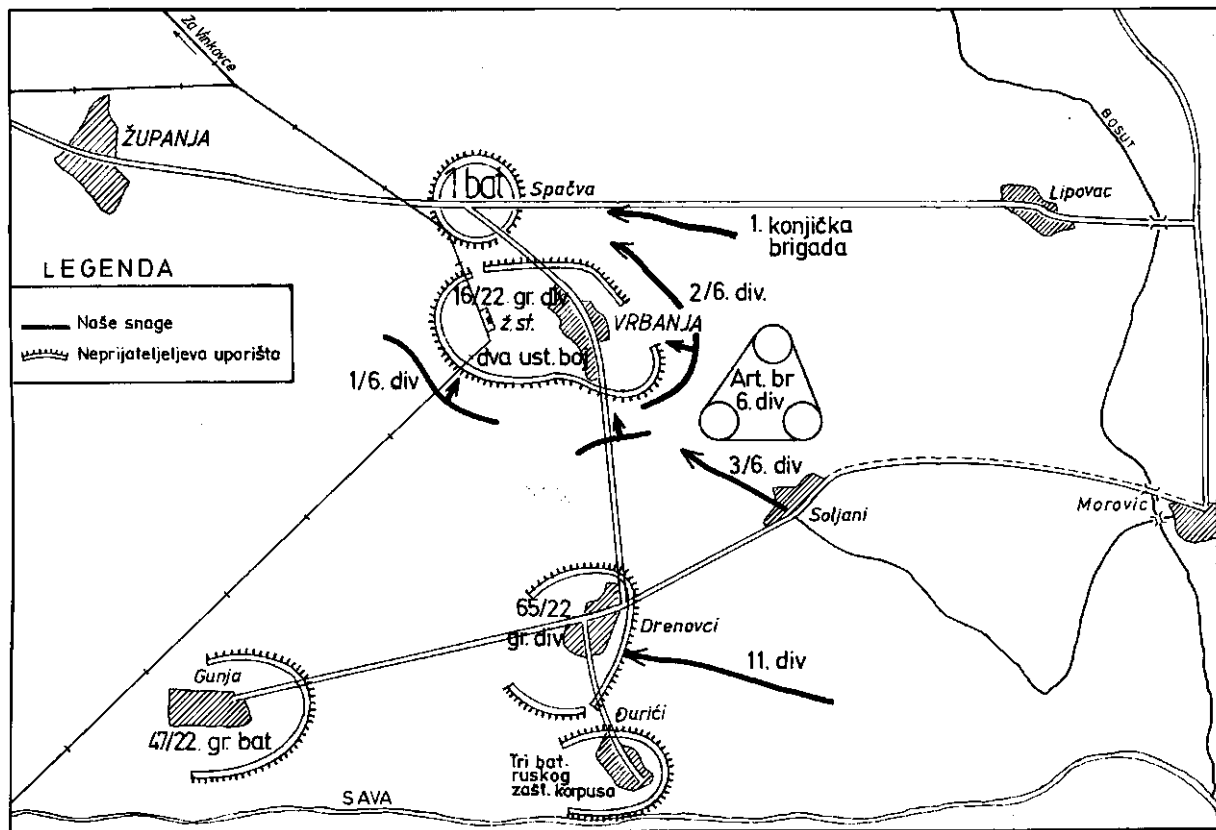 Za Vinkovce
ŽUPANJA
1 bat
Spačva
BOSUT
Lipovac
1. konjička
brigada
LEGENDA
Naše snage
Neprijateljeljeva uporišta
16/22. gr. div
ž.st.
2/6. div.
VRBANJA
dva ust. boj
1/6. div
Art. br
6. div
3/6. div
Soljani
Morovic
65/22
gr. div
Drenovci
11. div
Gunja
47/22. gr. bat
Đurići
Tri bat.
ruskog
zašt. korpusa
SAVA